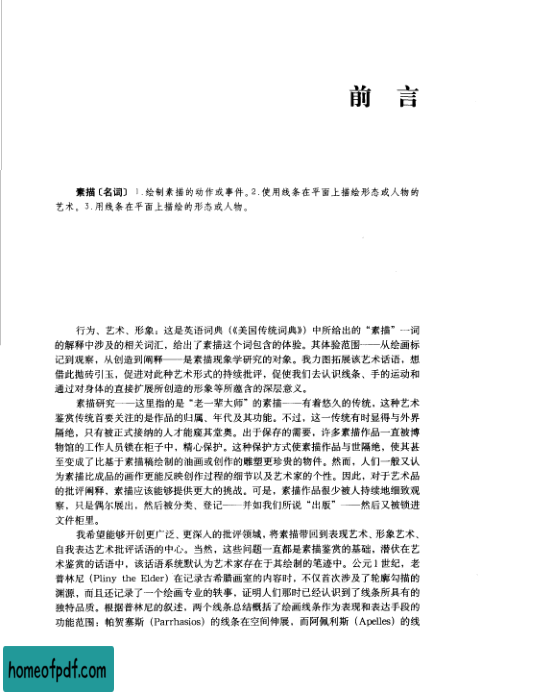 前 言
素描〔名词〕 1.绘制素描的动作或事件。2.使用线条在平面上描绘形态或人物的
艺术。3.用线条在平面上描绘的形态或人物。
行为、艺术、形象：这是英语词典（《美国传统词典》）中所给出的“素描”一词
的解释中涉及的相关词汇，给出了素描这个词包含的体验。其体验范围——从绘画标
记到观察，从创造到阐释——是素描现象学研究的对象。我力图拓展该艺术话语，想
借此抛砖引玉，促进对此种艺术形式的持续批评，促使我们去认识线条、手的运动和
通过对身体的直接扩展所创造的形象等所蕴含的深层意义。
素描研究——这里指的是“老一辈大师”的素描——有着悠久的传统，这种艺术
鉴赏传统首要关注的是作品的归属、年代及其功能。不过，这一传统有时显得与外界
隔绝，只有被正式接纳的人才能窥其堂奥。出于保存的需要，许多素描作品一直被博
物馆的工作人员锁在柜子中，精心保护。这种保护方式使素描作品与世隔绝，使其甚
至变成了比基于素描稿绘制的油画或创作的雕塑更珍贵的物件。然而，人们一般又认
为素描比成品的画作更能反映创作过程的细节以及艺术家的个性。因此，对于艺术品
的批评阐释，素描应该能够提供更大的挑战。可是，素描作品很少被人持续地细致观
察，只是偶尔展出，然后被分类、登记——并如我们所说“出版”——然后又被锁进
文件柜里。
我希望能够开创更广泛、更深入的批评领域，将素描带回到表现艺术、形象艺术、
自我表达艺术批评话语的中心。当然，这些问题一直都是素描鉴赏的基础，潜伏在艺
术鉴赏的话语中，该话语系统默认为艺术家存在于其绘制的笔迹中。公元1世纪，老
普林尼（Pliny the Elder）在记录古希腊画室的内容时，不仅首次涉及了轮廓勾描的
渊源，而且还记录了一个绘画专业的轶事，证明人们那时已经认识到了线条所具有的
独特品质。根据普林尼的叙述，两个线条总结概括了绘画线条作为表现和表达手段的
功能范围：帕贺塞斯（Parrhasios）的线条在空间伸展，而阿佩利斯（Apelles）的线
homeofpdf.com